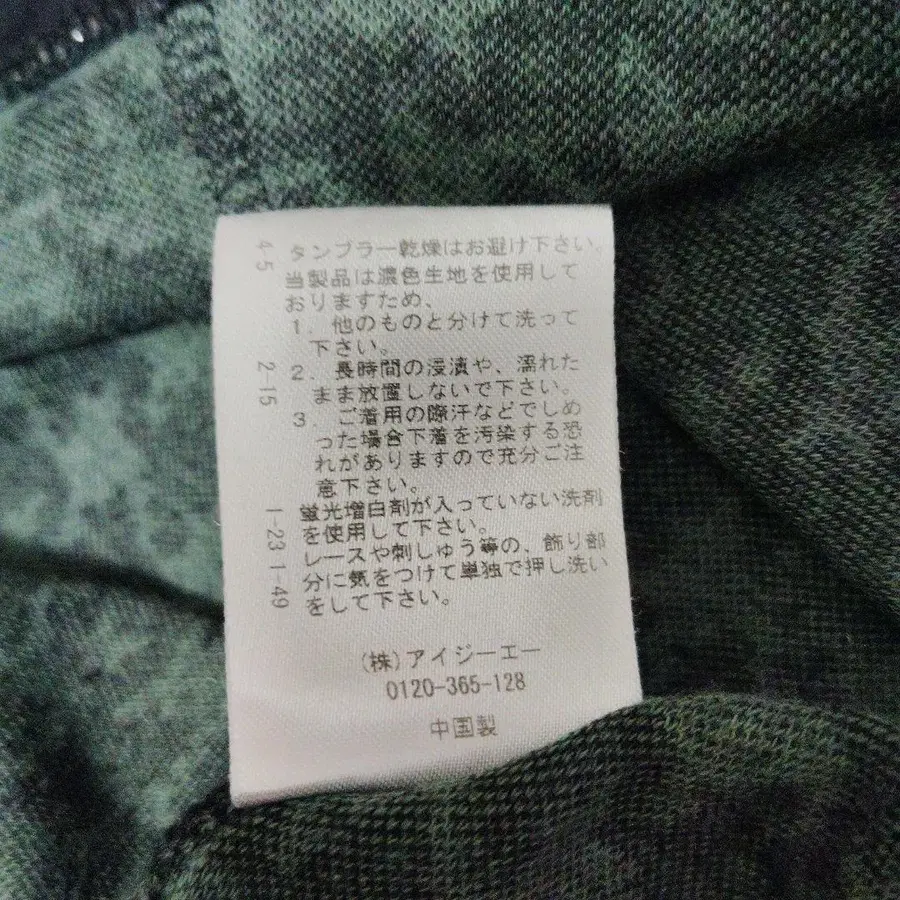 4-5
タンブラー乾燥はお避け下さい。
当製品は濃色生地を使用して
おりますため、
1. 他のものと分けて洗って
下さい。
2-15
2. 長時間の浸漬や、濡れた
まま放置しないで下さい。
3 ご着用の際汗などでしめ
った場合下着を汚染する恐
れがありますので充分ご注
意下さい。
1-23 1-49
蛍光増白剤が入っていない洗剤
を使用して下さい。
レースや刺しゅう等の、飾り部
分に気をつけて単独で押し洗い
をして下さい。
(株)アイジーエー
0120-365-128
中国製